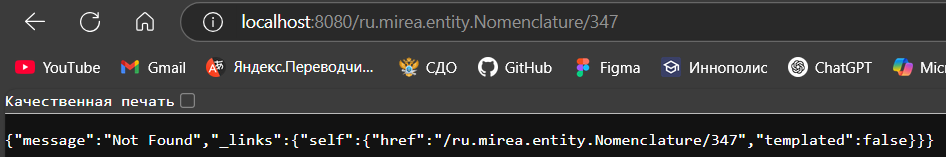 localhost:8080/ru.mirea.entity.Nomenclature/347
YouTube Gmail Яндекс.Переводчи... СДО GitHub Figma Иннополис ChatGPT Mic
Качественная печать
{"message":"Not Found","_links":{"self":{"href":"/ru.mirea.entity.Nomenclature/347","templated":false}}}